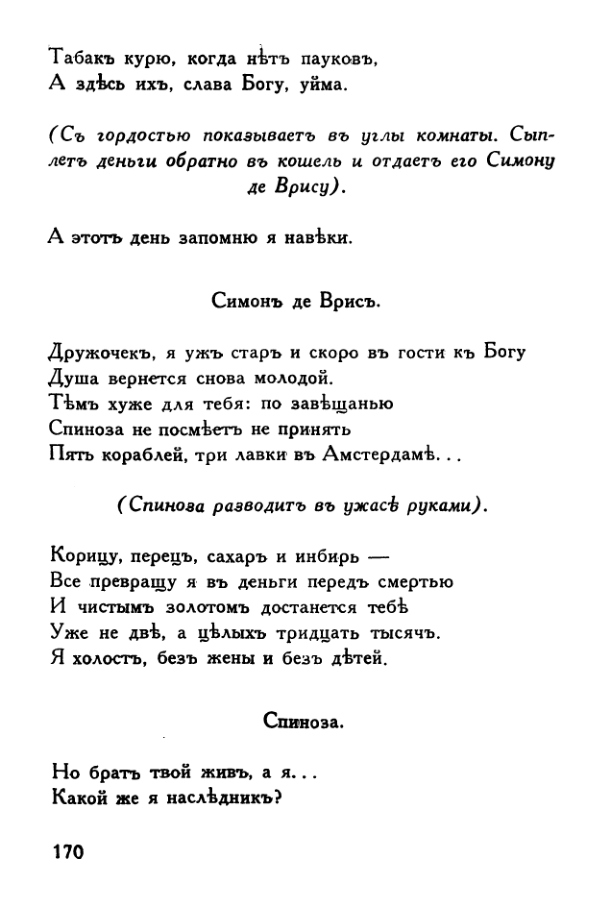 Табакъ курю, когда нѣтъ пауковъ,
А здѣсь ихъ, слава Богу, уйма.
(Съ гордостью показываетъ въ углы комнаты. Сып-
летъ деньги обратно въ кошель и отдаетъ его Симону
де Врису).
А этотъ день запомню я навѣки.
Симонъ де Врисъ.
Дружочекъ, я ужъ старъ и скоро въ гости къ Богу
Душа вернется снова молодой.
Тѣмъ хуже для тебя: по завѣщанью
Спиноза не посмѣетъ не принять
Пять кораблей, три лавки въ Амстердамѣ...
(Спиноза разводитъ въ ужасѣ руками).
Корицу, перецъ, сахаръ и инбирь —
Все превращу я въ деньги передъ смертью
И чистымъ золотомъ достанется тебѣ
Уже не двѣ, а цѣлыхъ тридцать тысячъ.
Я холостъ, безъ жены и безъ дѣтей.
Спиноза.
Но братъ твой живъ, а я...
Какой же я наслѣдникъ?
170